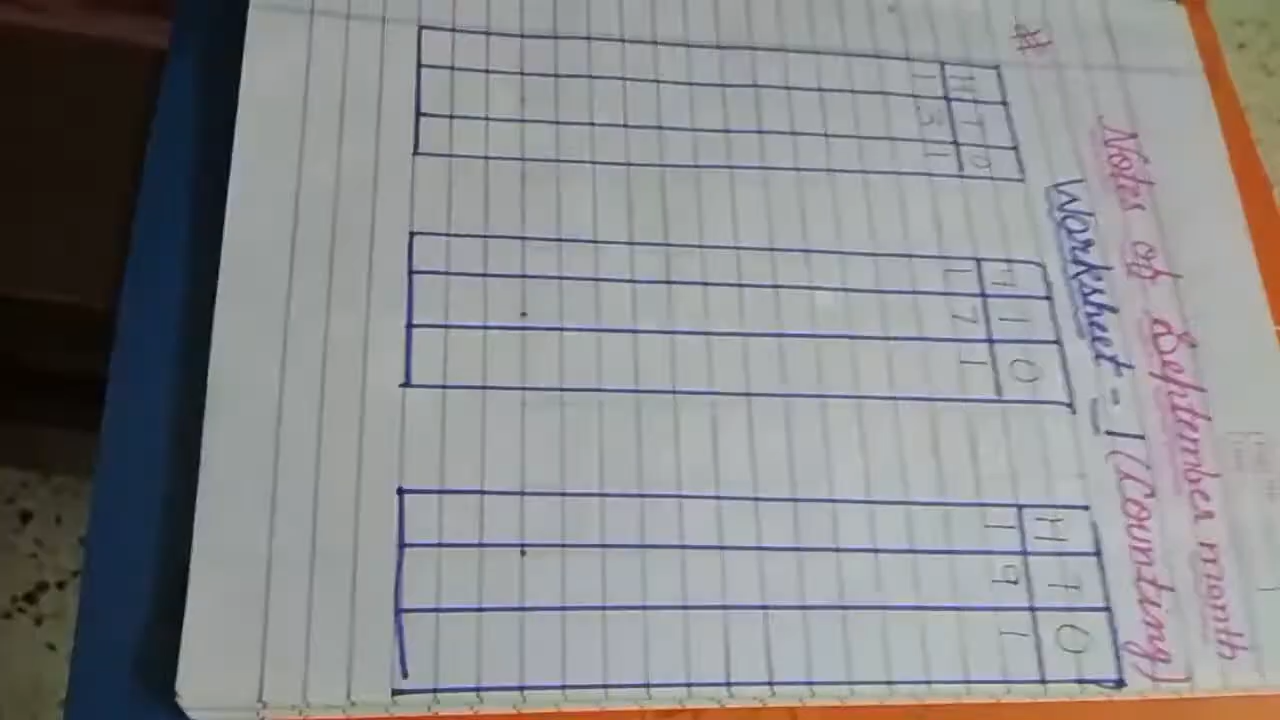 Notes of September month
Worksheet - 1 (Counting)
#
H T O
1 3 1
H T O
1 7 1
H T O
1 9 1